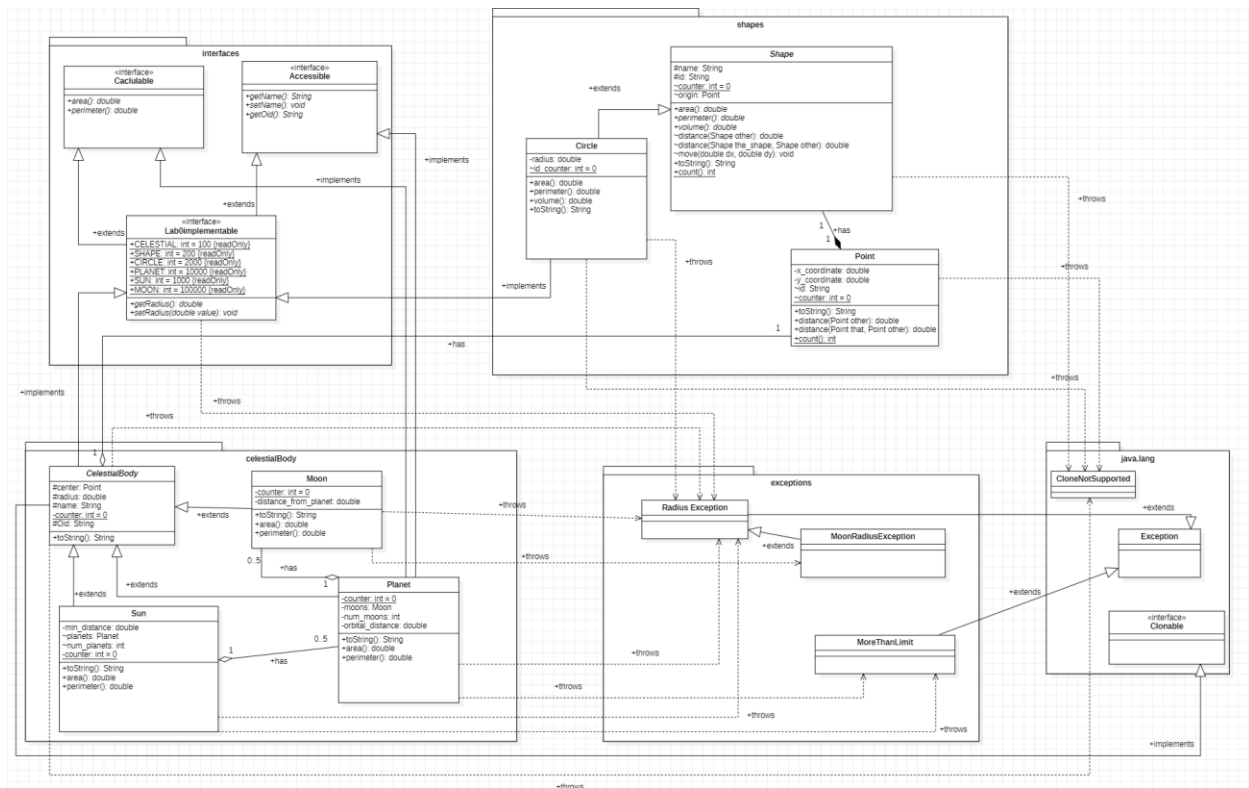 interfaces
«interface»
Caclulable
+area(): double
+perimeter(): double
«interface»
Accessible
+getName(): String
+setName(): void
+getOid(): String
+implements
+implements
+extends
+extends
«interface»
Lab0implementable
+CELESTIAL: int = 100 {readOnly}
+SHAPE: int = 200 {readOnly}
+CIRCLE: int = 2000 {readOnly}
+PLANET: int = 10000 {readOnly}
+SUN: int = 1000 {readOnly}
+MOON: int = 100000 {readOnly}
+getRadius(): double
+setRadius(double value): void
shapes
Shape
#name: String
#id: String
~counter: int = 0
~origin: Point
+area(): double
+perimeter(): double
+volume(): double
~distance(Shape other): double
~distance(Shape the_shape, Shape other): double
~move(double dx, double dy): void
+toString(): String
+count(): int
+extends
Circle
-radius: double
~id_counter: int = 0
+area(): double
+perimeter(): double
+volume(): double
+toString(): String
+implements
+throws
+throws
1
+has
1
Point
-x_coordinate: double
-y_coordinate: double
~id: String
~counter: int = 0
+toString(): String
+distance(Point other): double
+distance(Point that, Point other): double
+count(): int
1
+has
+throws
+throws
+implements
+throws
+throws
celestialBody
1
CelestialBody
#center: Point
#radius: double
#name: String
-counter: int = 0
#Oid: String
+toString(): String
+extends
Moon
-counter: int = 0
-distance_from_planet: double
+toString(): String
+area(): double
+perimeter(): double
+throws
+throws
0..5
+has
1
+extends
+extends
Planet
-counter: int = 0
-moons: Moon
-num_moons: int
-orbital_distance: double
+toString(): String
+area(): double
+perimeter(): double
Sun
-min_distance: double
~planets: Planet
~num_planets: int
-counter: int = 0
+toString(): String
+area(): double
+perimeter(): double
1
+has
0..5
+throws
+throws
+throws
exceptions
Radius Exception
+extends
MoonRadiusException
MoreThanLimit
+extends
+extends
java.lang
CloneNotSupported
Exception
«interface»
Clonable
+implements
+throws